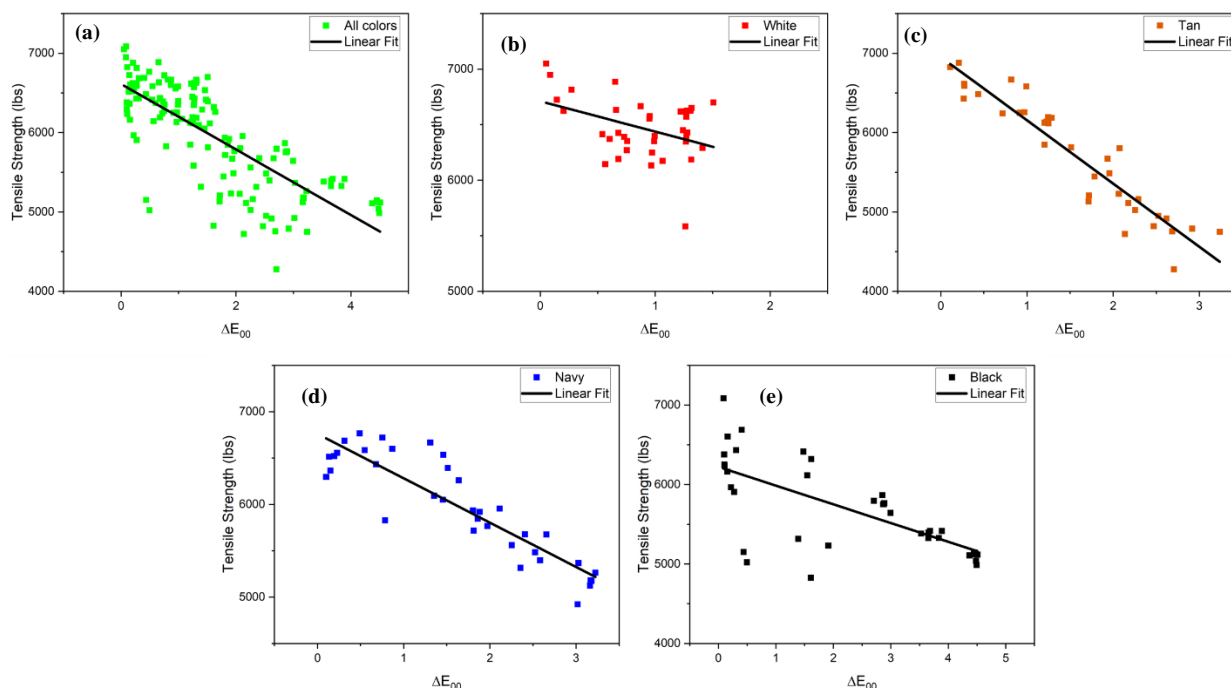 (a)
All colors
Linear Fit
7000
6000
5000
4000
0
2
4
Tensile Strength (lbs)
ΔE00
(b)
White
Linear Fit
7000
6000
5000
0
1
2
Tensile Strength (lbs)
ΔE00
(c)
Tan
Linear Fit
7000
6000
5000
4000
0
1
2
3
Tensile Strength (lbs)
ΔE00
(d)
Navy
Linear Fit
7000
6000
5000
0
1
2
3
Tensile Strength (lbs)
ΔE00
(e)
Black
Linear Fit
7000
6000
5000
4000
0
1
2
3
4
5
Tensile Strength (lbs)
ΔE00